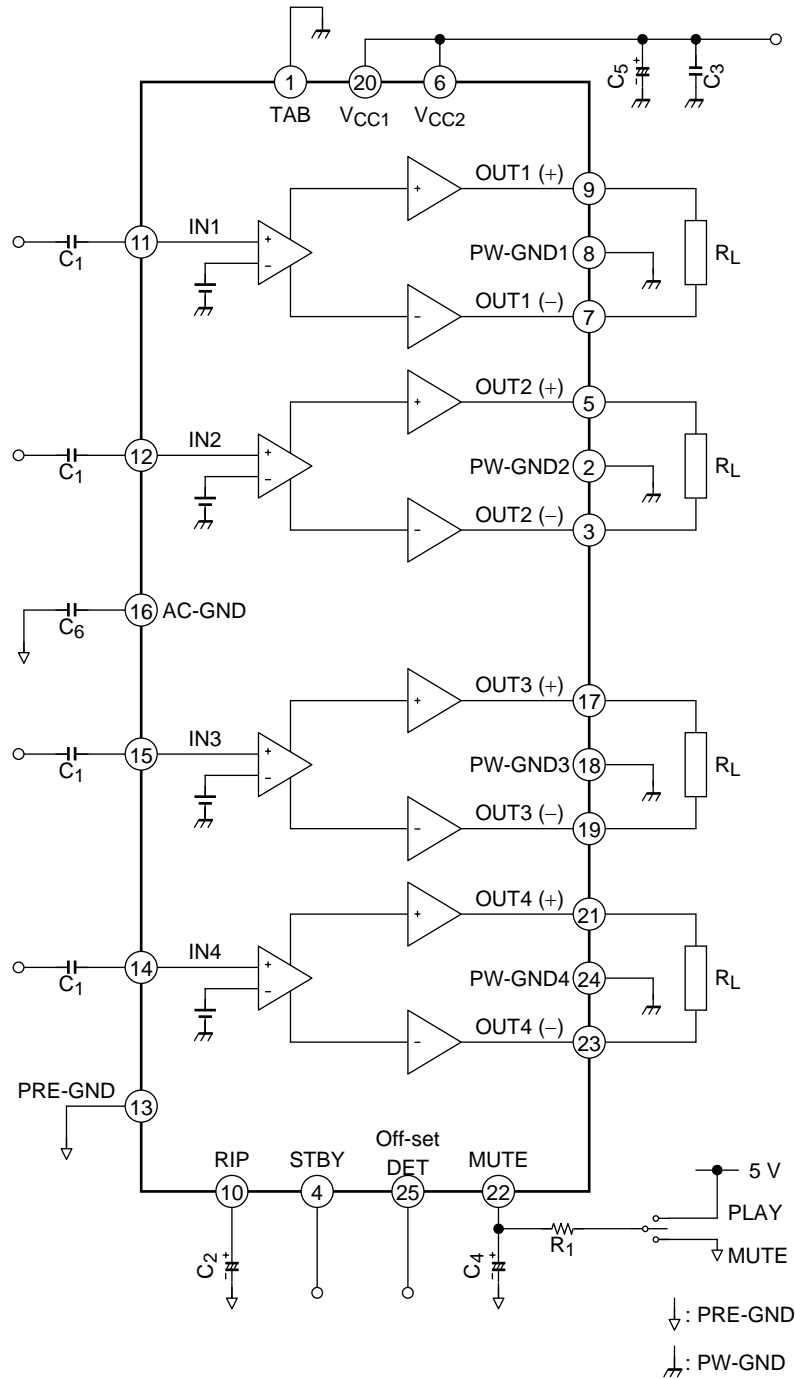 1
TAB
20
VCC1
6
VCC2
C5
+
-
C3
C1
11
IN1
+
-
+
-
OUT1 (+)
9
PW-GND1
8
OUT1 (−)
7
RL
C1
12
IN2
+
-
+
-
OUT2 (+)
5
PW-GND2
2
OUT2 (−)
3
RL
C6
16
AC-GND
C1
15
IN3
+
-
+
-
OUT3 (+)
17
PW-GND3
18
OUT3 (−)
19
RL
C1
14
IN4
+
-
+
-
OUT4 (+)
21
PW-GND4
24
OUT4 (−)
23
RL
PRE-GND
13
RIP
10
STBY
4
Off-set
DET
25
MUTE
22
C2
+
-
C4
+
-
R1
5 V
PLAY
MUTE
: PRE-GND
: PW-GND